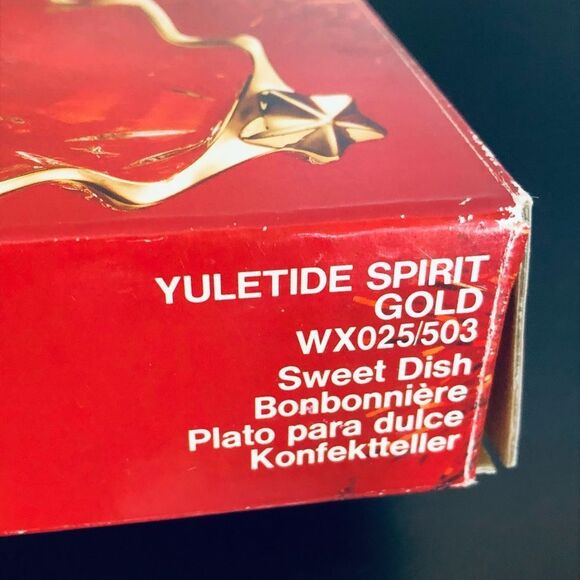 YULETIDE SPIRIT
GOLD
WX025/503
Sweet Dish
Bonbonnière
Plato para dulce
Konfektteller